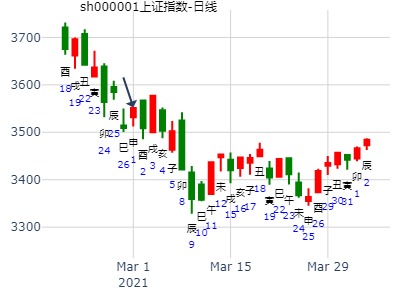 sh000001上证指数-日线
3700
3600
3500
3400
3300
酉
18
戌
19
丑
22
寅
23
卯
24
辰
25
巳
26
申
1
酉
2
戌
3
亥
4
子
5
卯
8
辰
9
巳
10
午
11
未
12
戌
15
亥
16
子
17
丑
18
寅
19
巳
22
午
23
未
24
申
25
酉
26
子
29
丑
30
寅
31
卯
1
辰
2
Mar 1
2021
Mar 15
Mar 29